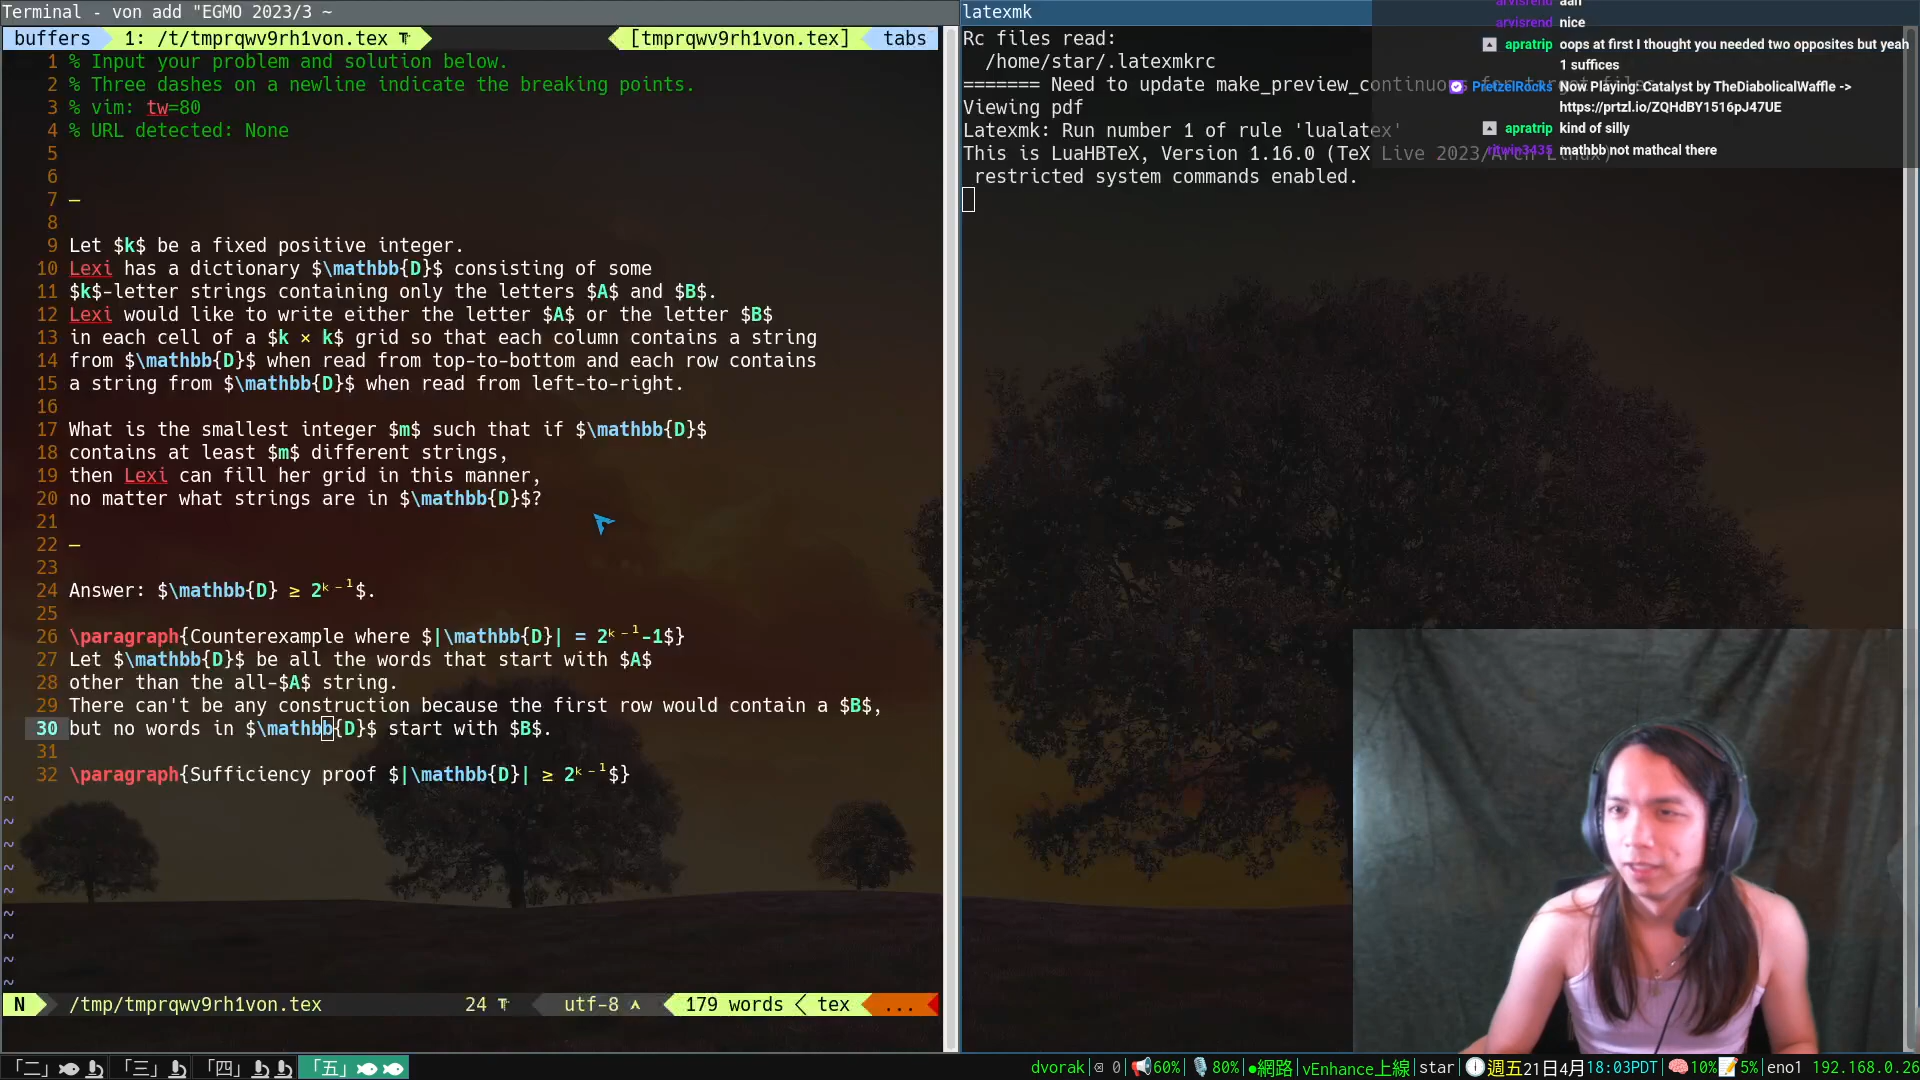 Terminal - von add "EGMO 2023/3 ~
buffers 1: /t/tmprqwv9rh1von.tex [tmprqwv9rh1von.tex] tabs
1 % Input your problem and solution below.
2 % Three dashes on a newline indicate the breaking points.
3 % vim: tw=80
4 % URL detected: None
5
6
7 —
8
9 Let $k$ be a fixed positive integer.
10 Lexi has a dictionary $\mathbb{D}$ consisting of some
11 $k$-letter strings containing only the letters $A$ and $B$.
12 Lexi would like to write either the letter $A$ or the letter $B$
13 in each cell of a $k × k$ grid so that each column contains a string
14 from $\mathbb{D}$ when read from top-to-bottom and each row contains
15 a string from $\mathbb{D}$ when read from left-to-right.
16
17 What is the smallest integer $m$ such that if $\mathbb{D}$
18 contains at least $m$ different strings,
19 then Lexi can fill her grid in this manner,
20 no matter what strings are in $\mathbb{D}$?
21
22 —
23
24 Answer: $\mathbb{D} ≥ 2ᵏ⁻¹$.
25
26 \paragraph{Counterexample where $|\mathbb{D}| = 2ᵏ⁻¹-1$}
27 Let $\mathbb{D}$ be all the words that start with $A$
28 other than the all-$A$ string.
29 There can't be any construction because the first row would contain a $B$,
30 but no words in $\mathbb{D}$ start with $B$.
31
32 \paragraph{Sufficiency proof $|\mathbb{D}| ≥ 2ᵏ⁻¹$}
~
~
~
~
~
~
~
~
~
N /tmp/tmprqwv9rh1von.tex 24 utf-8 179 words < tex ...
latexmk
Rc files read:
/home/star/.latexmkrc
======= Need to update make_preview_continuous for target files
Viewing pdf
Latexmk: Run number 1 of rule 'lualatex'
This is LuaHBTeX, Version 1.16.0 (TeX Live 2023/Arch Linux)
restricted system commands enabled.
arvisrend aah
arvisrend nice
apratrip oops at first I thought you needed two opposites but yeah
1 suffices
PretzelRocks Now Playing: Catalyst by TheDiabolicalWaffle ->
https://prtzl.io/ZQHdBY1516pJ47UE
apratrip kind of silly
ritwin3435 mathbb not mathcal there
「二」 「三」 「四」 「五」
dvorak 0 60% 80% 網路 vEnhance上線 star 週五21日4月18:03PDT 10% 5% eno1 192.168.0.26